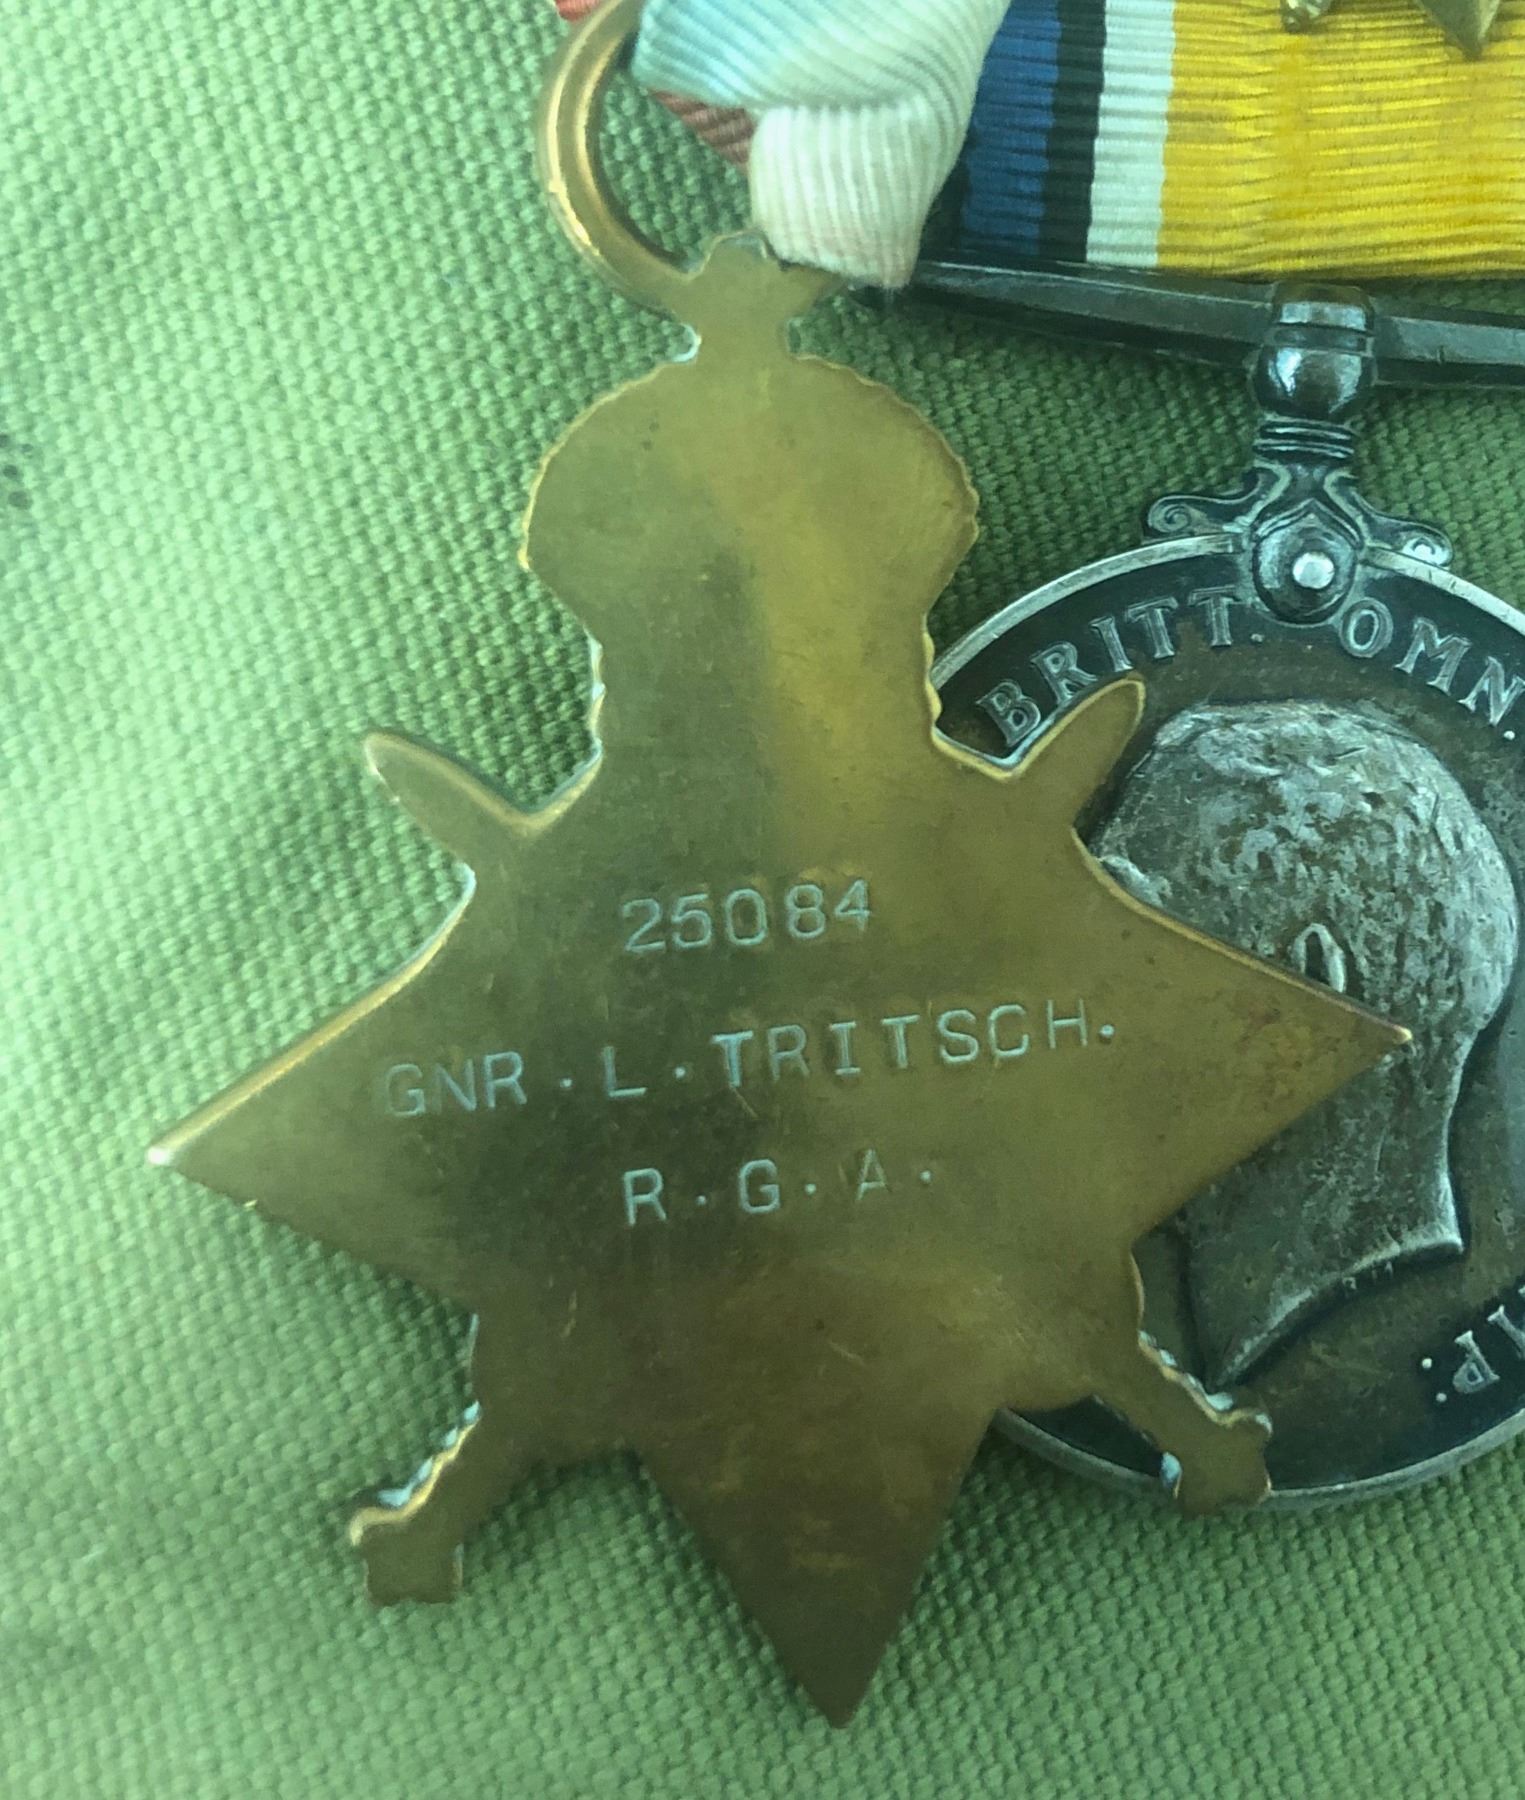 25084
GNR. L. TRITSCH.
R. G. A.
BRITT. OMN.